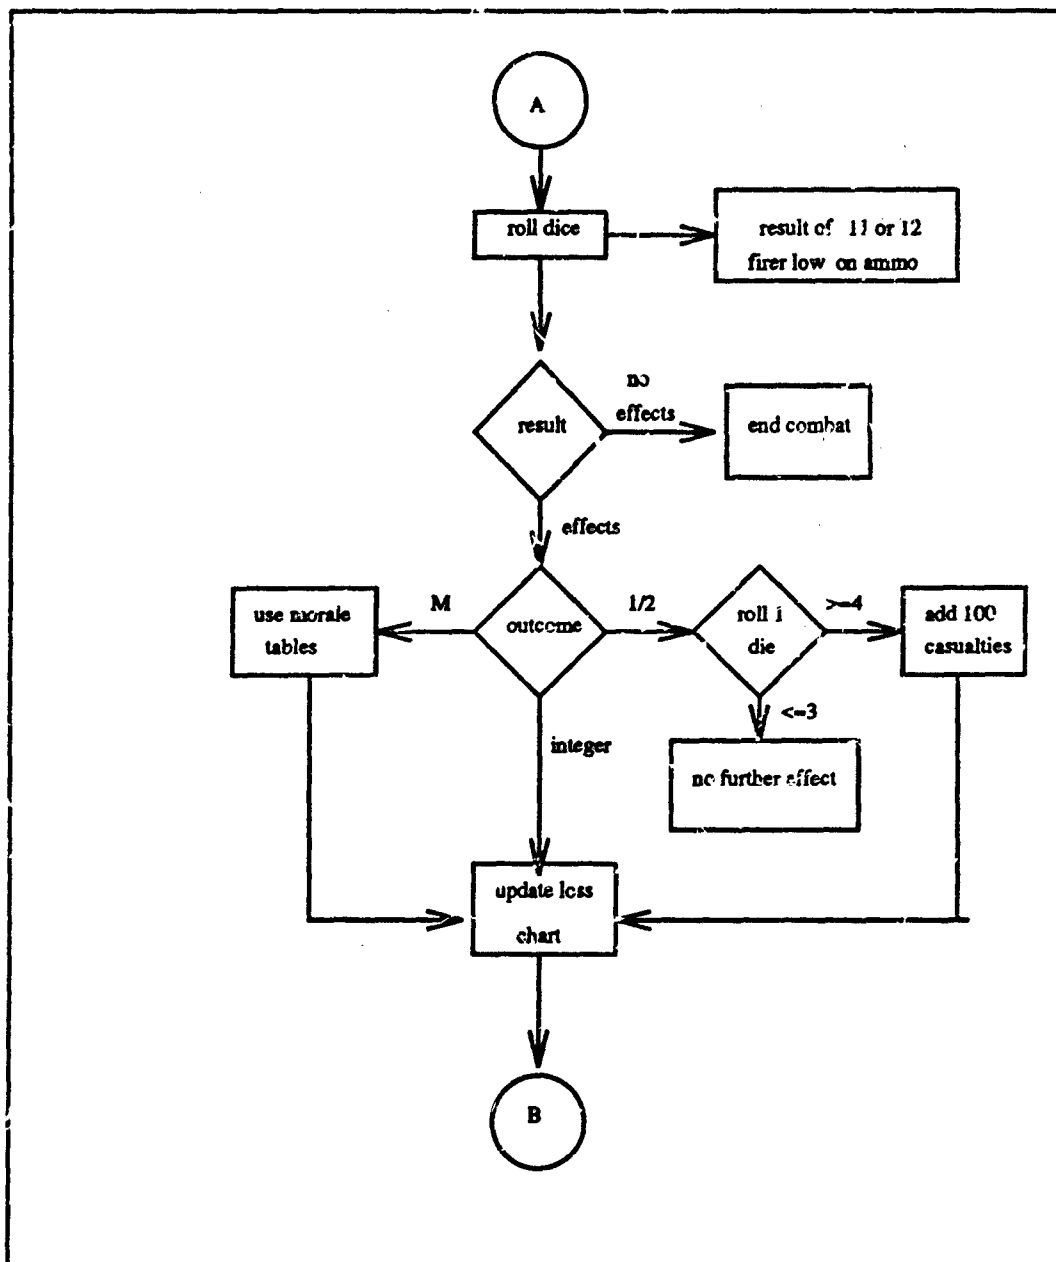 A
roll dice
result of 11 or 12
firer low on ammo
no
effects
result
end combat
effects
use morale
tables
M
outcome
1/2
roll 1
die
>=4
add 100
casualties
<=3
integer
no further effect
update loss
chart
B